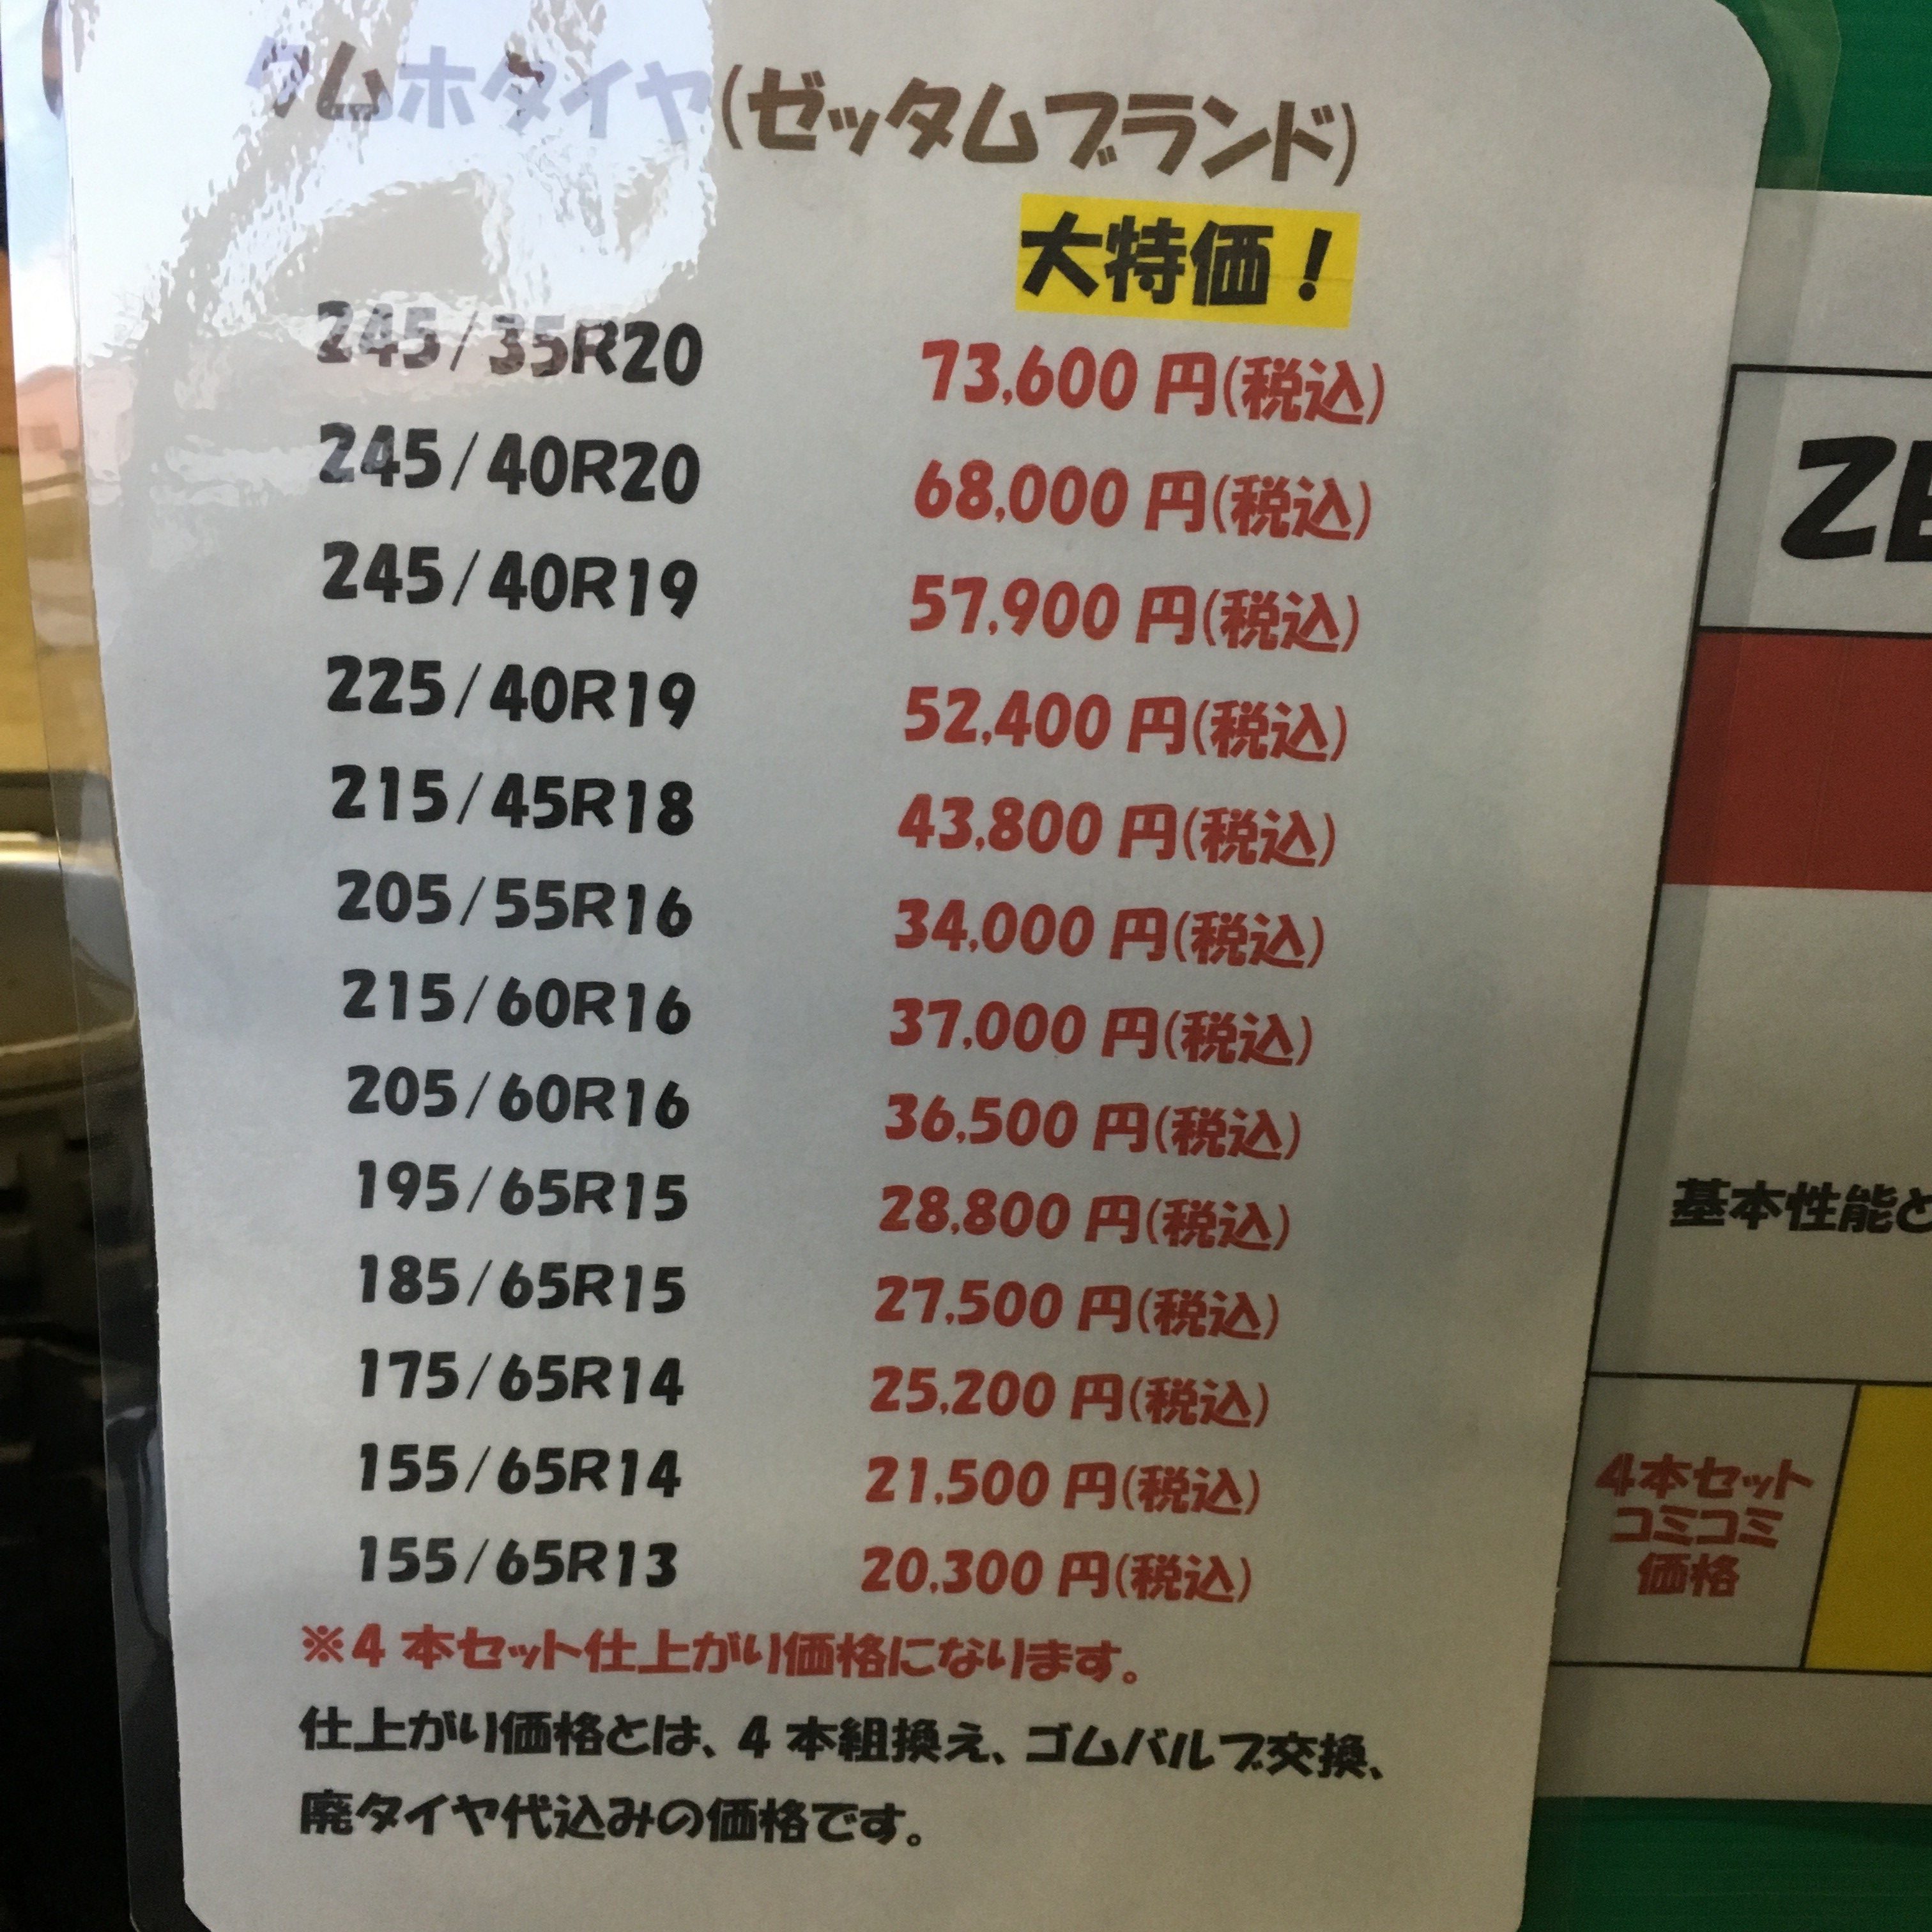 クムホタイヤ(ゼッタムブランド)
大特価！
245/35R20 73,600円(税込)
245/40R20 68,000円(税込)
245/40R19 57,900円(税込)
225/40R19 52,400円(税込)
215/45R18 43,800円(税込)
205/55R16 34,000円(税込)
215/60R16 37,000円(税込)
205/60R16 36,500円(税込)
195/65R15 28,800円(税込)
185/65R15 27,500円(税込)
175/65R14 25,200円(税込)
155/65R14 21,500円(税込)
155/65R13 20,300円(税込)
※4本セット仕上がり価格になります。
仕上がり価格とは、4本組換え、ゴムバルブ交換、
廃タイヤ代込みの価格です。
ZE
基本性能と
4本セット
コミコミ
価格